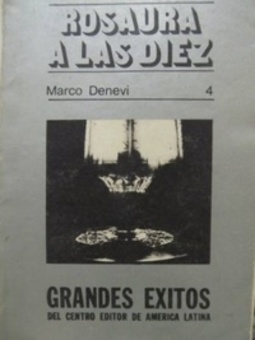 ROSAURA
A LAS DIEZ
Marco Denevi 4
GRANDES EXITOS
DEL CENTRO EDITOR DE AMERICA LATINA